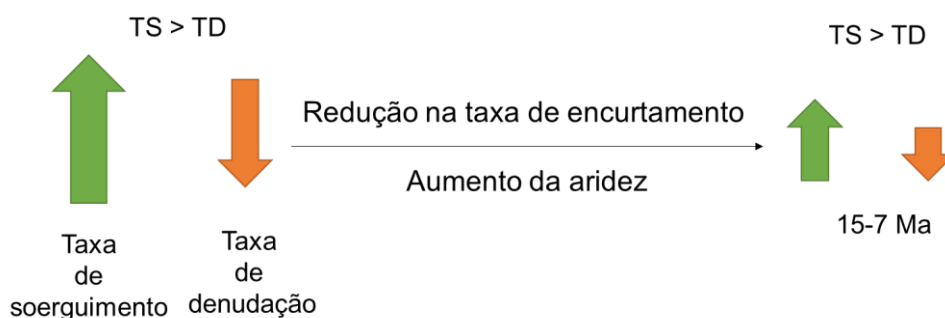 TS > TD
Taxa
de
soerguimento
Taxa
de
denudação
Redução na taxa de encurtamento
Aumento da aridez
TS > TD
15-7 Ma